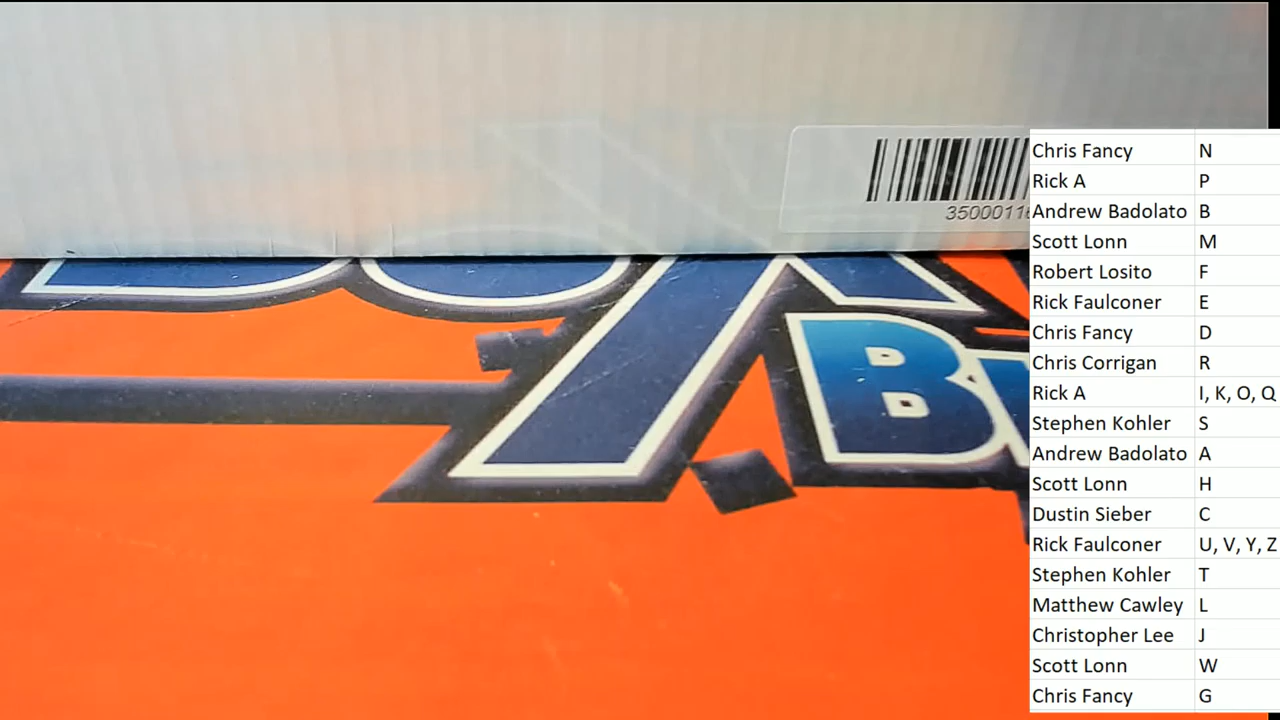 3500011
B
Chris Fancy N
Rick A P
Andrew Badolato B
Scott Lonn M
Robert Losito F
Rick Faulconer E
Chris Fancy D
Chris Corrigan R
Rick A I, K, O, Q
Stephen Kohler S
Andrew Badolato A
Scott Lonn H
Dustin Sieber C
Rick Faulconer U, V, Y, Z
Stephen Kohler T
Matthew Cawley L
Christopher Lee J
Scott Lonn W
Chris Fancy G